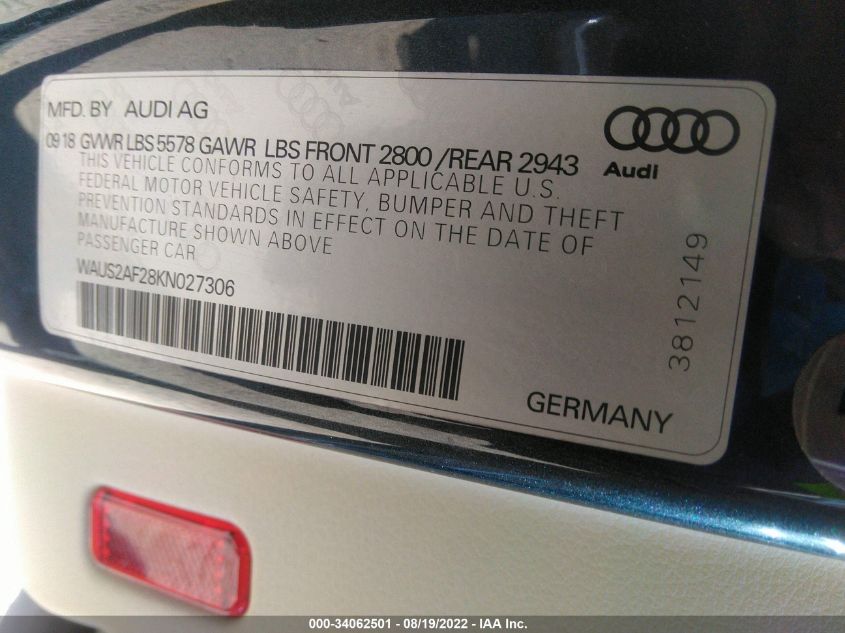 MFD. BY AUDI AG
09 18 GVWR LBS 5578 GAWR LBS FRONT 2800 /REAR 2943
THIS VEHICLE CONFORMS TO ALL APPLICABLE U.S.
FEDERAL MOTOR VEHICLE SAFETY, BUMPER AND THEFT
PREVENTION STANDARDS IN EFFECT ON THE DATE OF
MANUFACTURE SHOWN ABOVE
PASSENGER CAR
WAUS2AF28KN027306
Audi
3812149
GERMANY
000-34062501 - 08/19/2022 - IAA Inc.